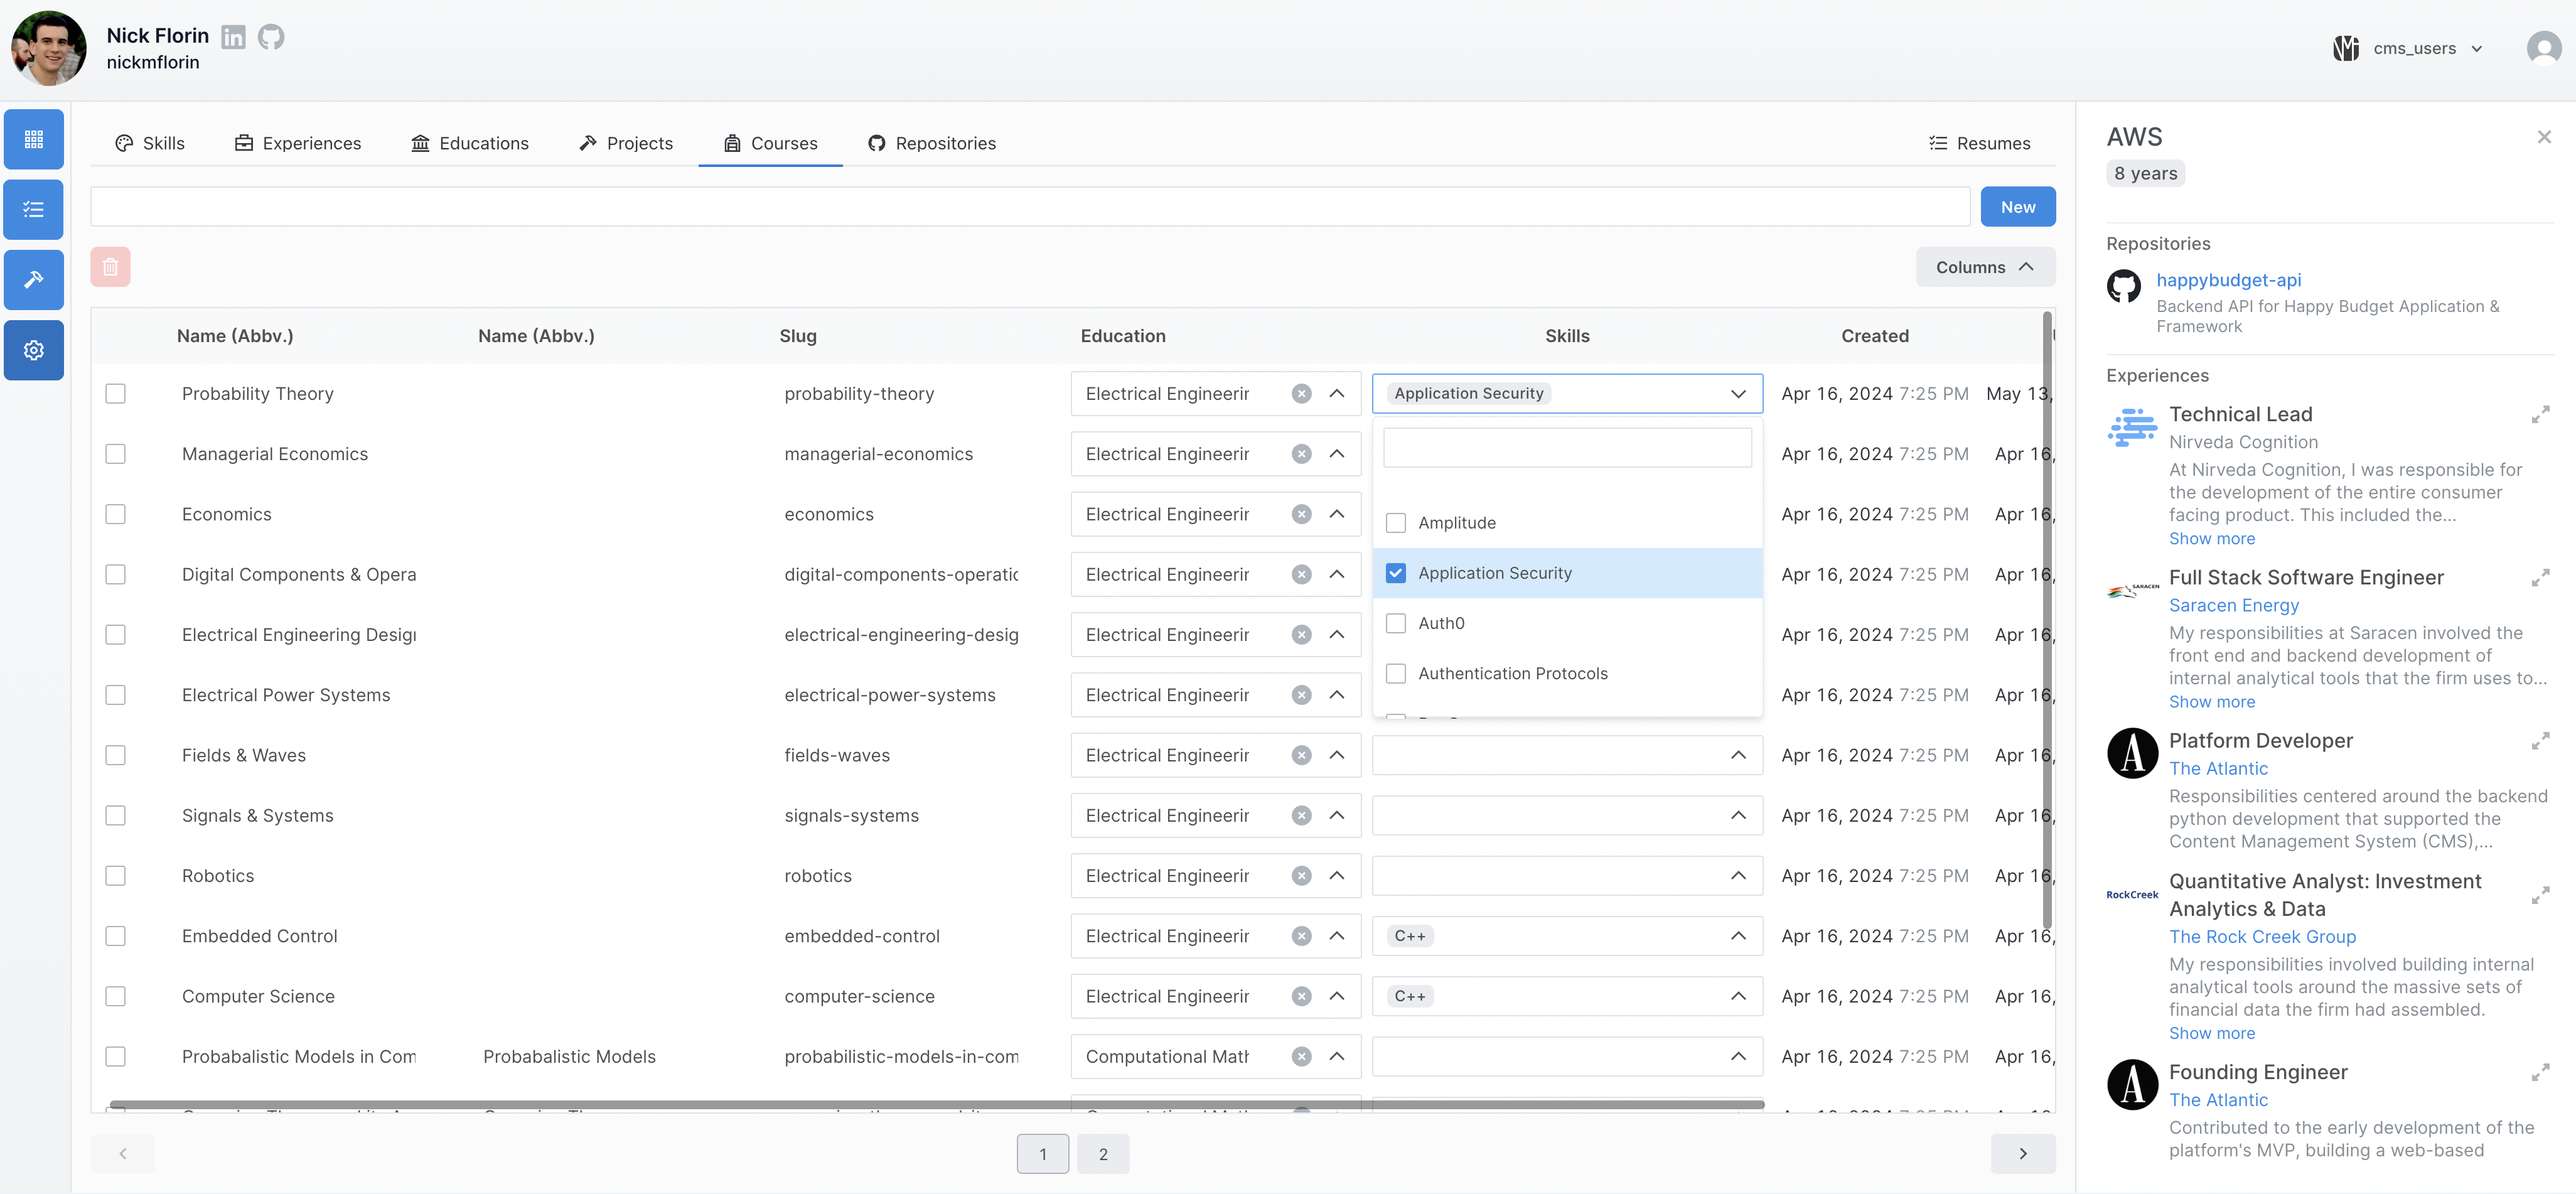 Nick Florin
nickmflorin
cms_users
Skills
Experiences
Educations
Projects
Courses
Repositories
Resumes
New
Columns
Name (Abbv.) Name (Abbv.) Slug Education Skills Created
Probability Theory probability-theory Electrical Engineerir Application Security Apr 16, 2024 7:25 PM May 13,
Managerial Economics managerial-economics Electrical Engineerir Apr 16, 2024 7:25 PM Apr 16,
Economics economics Electrical Engineerir Apr 16, 2024 7:25 PM Apr 16,
Digital Components & Opera digital-components-operatic Electrical Engineerir Apr 16, 2024 7:25 PM Apr 16,
Electrical Engineering Desig electrical-engineering-desig Electrical Engineerir Apr 16, 2024 7:25 PM Apr 16,
Electrical Power Systems electrical-power-systems Electrical Engineerir Apr 16, 2024 7:25 PM Apr 16,
Amplitude
Application Security
Auth0
Authentication Protocols
Fields & Waves fields-waves Electrical Engineerir Apr 16, 2024 7:25 PM Apr 16,
Signals & Systems signals-systems Electrical Engineerir Apr 16, 2024 7:25 PM Apr 16,
Robotics robotics Electrical Engineerir Apr 16, 2024 7:25 PM Apr 16,
Embedded Control embedded-control Electrical Engineerir C++ Apr 16, 2024 7:25 PM Apr 16,
Computer Science computer-science Electrical Engineerir C++ Apr 16, 2024 7:25 PM Apr 16,
Probabalistic Models in Com Probabalistic Models probabilistic-models-in-com Computational Math Apr 16, 2024 7:25 PM Apr 16,
1
2
AWS
8 years
Repositories
happybudget-api
Backend API for Happy Budget Application &
Framework
Experiences
Technical Lead
Nirveda Cognition
At Nirveda Cognition, I was responsible for
the development of the entire consumer
facing product. This included the...
Show more
SARACEN
Full Stack Software Engineer
Saracen Energy
My responsibilities at Saracen involved the
front end and backend development of
internal analytical tools that the firm uses to...
Show more
A
Platform Developer
The Atlantic
Responsibilities centered around the backend
python development that supported the
Content Management System (CMS),...
RockCreek
Quantitative Analyst: Investment
Analytics & Data
The Rock Creek Group
My responsibilities involved building internal
analytical tools around the massive sets of
financial data the firm had assembled.
Show more
A
Founding Engineer
The Atlantic
Contributed to the early development of the
platform's MVP, building a web-based